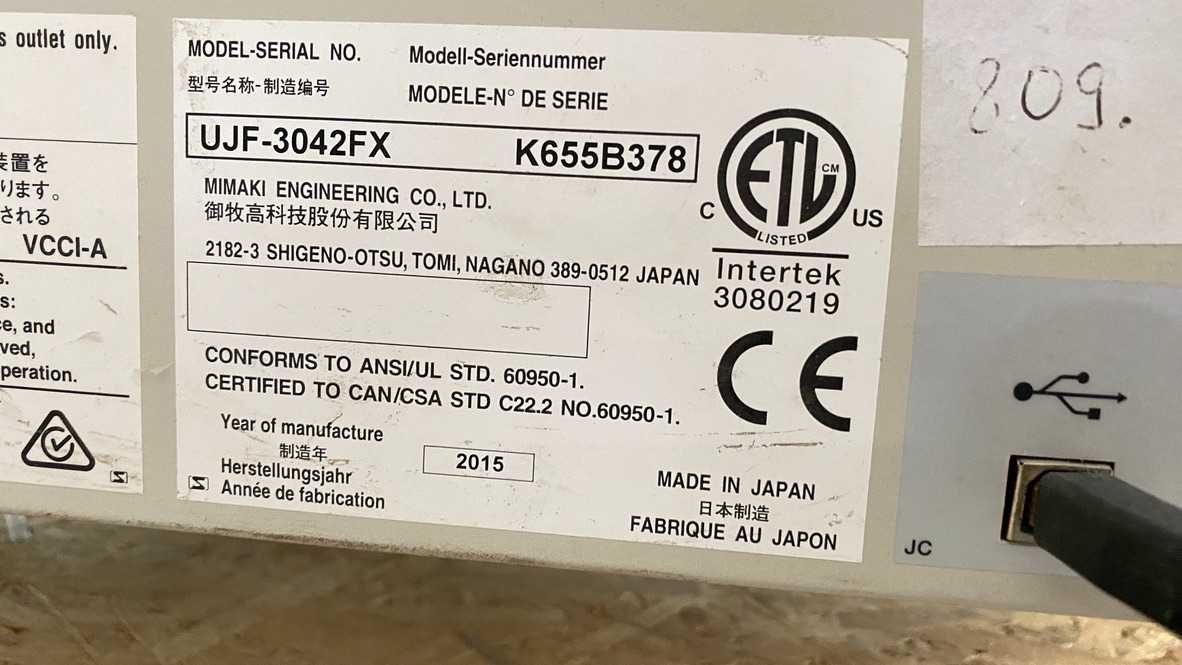 s outlet only.
装置を
ります。
される
VCCI-A
s.
s:
ce, and
ved,
peration.
MODEL-SERIAL NO. Modell-Seriennummer
型号名称-制造编号 MODELE-N° DE SERIE
UJF-3042FX K655B378
MIMAKI ENGINEERING CO., LTD.
御牧高科技股份有限公司
2182-3 SHIGENO-OTSU, TOMI, NAGANO 389-0512 JAPAN
CONFORMS TO ANSI/UL STD. 60950-1.
CERTIFIED TO CAN/CSA STD C22.2 NO.60950-1.
Year of manufacture
制造年
Herstellungsjahr
Année de fabrication
2015
ETL CM
C US
LISTED
Intertek
3080219
CE
MADE IN JAPAN
日本制造
FABRIQUE AU JAPON
809.
JC